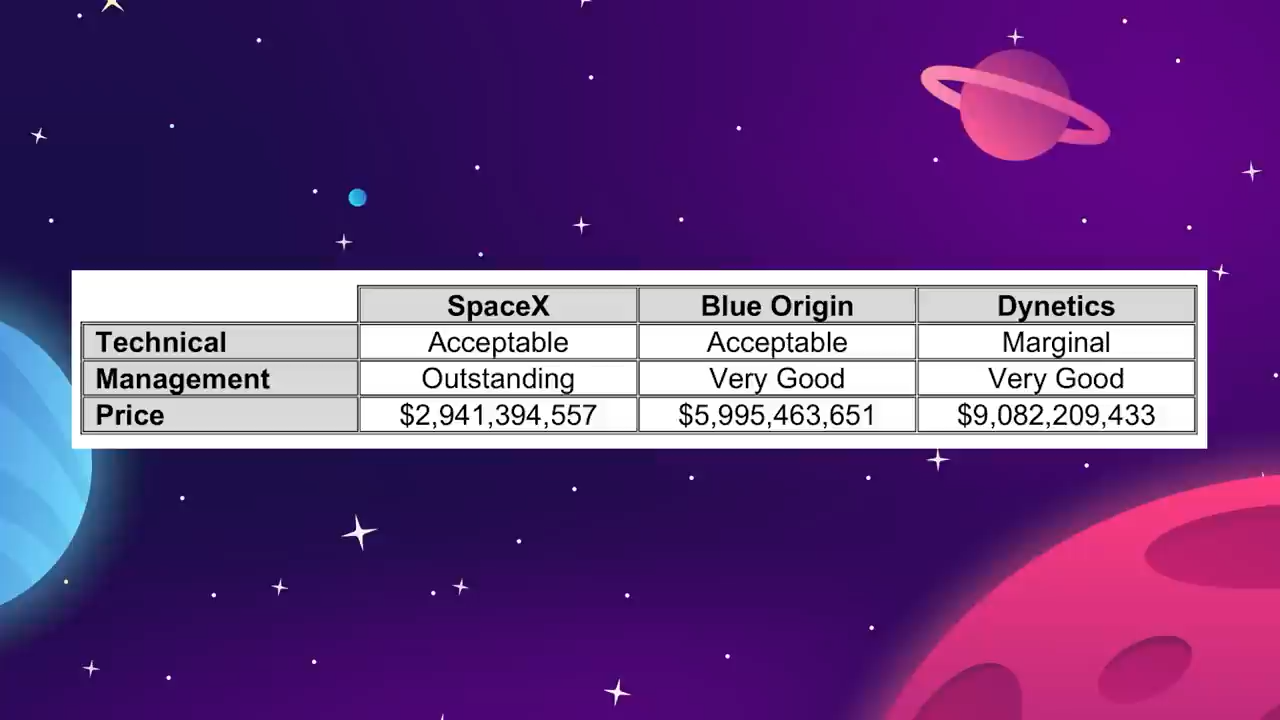 SpaceX Blue Origin Dynetics
Technical Acceptable Acceptable Marginal
Management Outstanding Very Good Very Good
Price $2,941,394,557 $5,995,463,651 $9,082,209,433